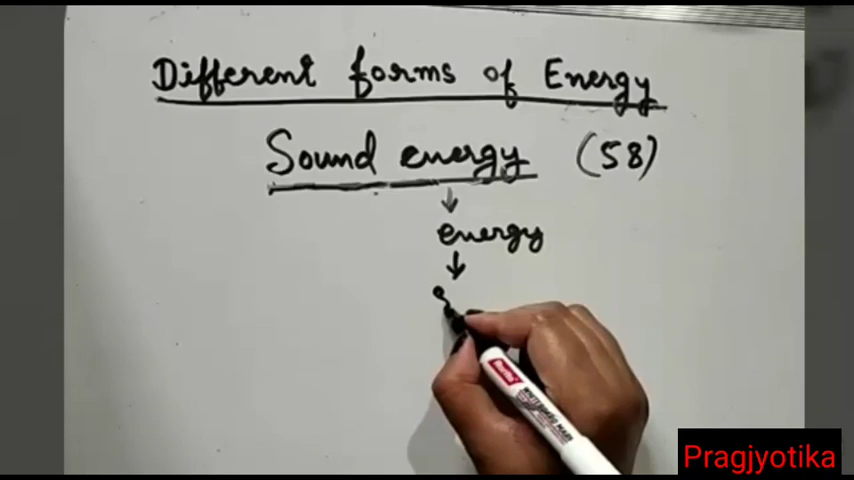 Different forms of Energy
Sound energy (58)
↓
energy
↓
Pragjyotika